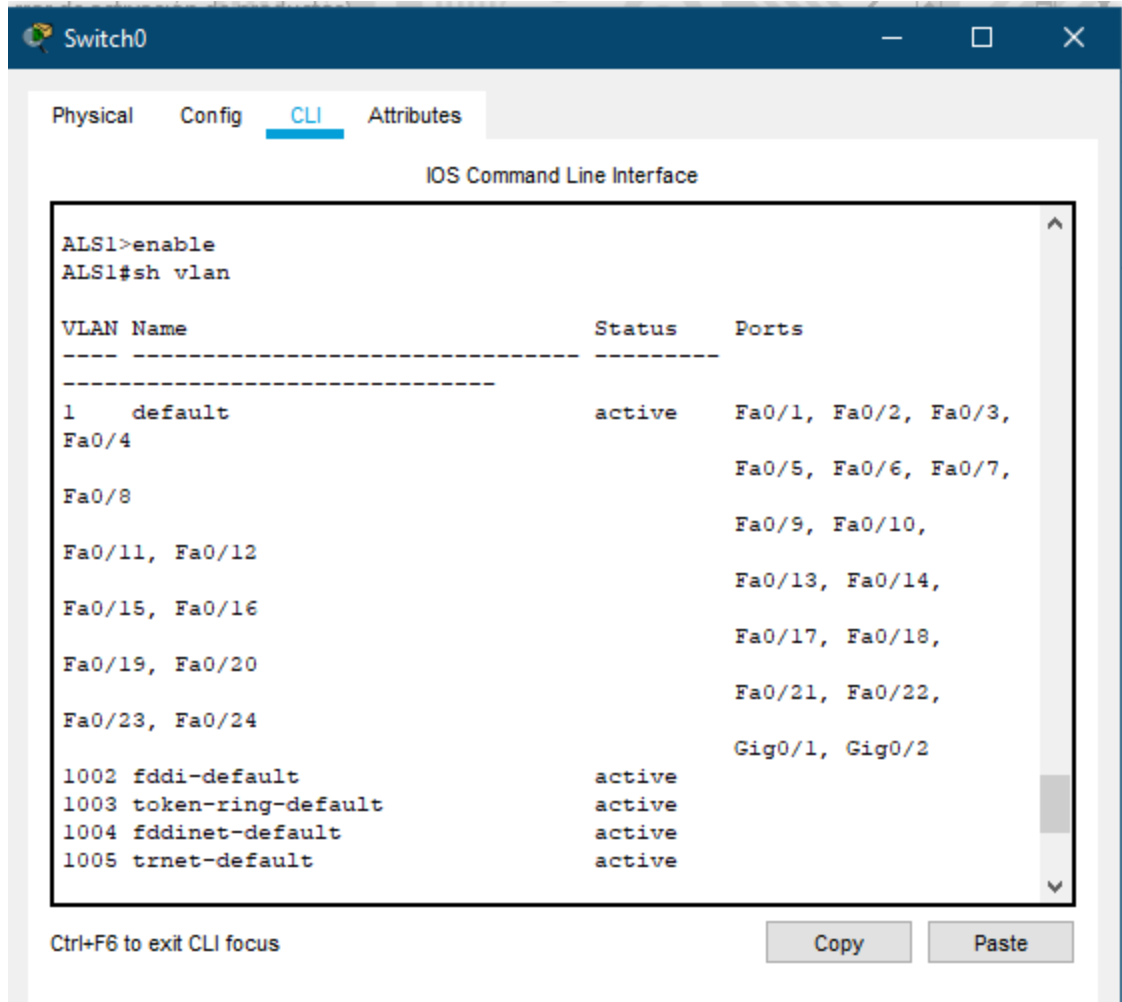 Switch0
Physical Config CLI Attributes
IOS Command Line Interface
ALS1>enable
ALS1#sh vlan
VLAN Name Status Ports
---- -------------------------------- ---------
-------------------------------
1 default active Fa0/1, Fa0/2, Fa0/3,
Fa0/4
Fa0/5, Fa0/6, Fa0/7,
Fa0/8
Fa0/9, Fa0/10,
Fa0/11, Fa0/12
Fa0/13, Fa0/14,
Fa0/15, Fa0/16
Fa0/17, Fa0/18,
Fa0/19, Fa0/20
Fa0/21, Fa0/22,
Fa0/23, Fa0/24
Gig0/1, Gig0/2
1002 fddi-default active
1003 token-ring-default active
1004 fddinet-default active
1005 trnet-default active
Ctrl+F6 to exit CLI focus
Copy Paste